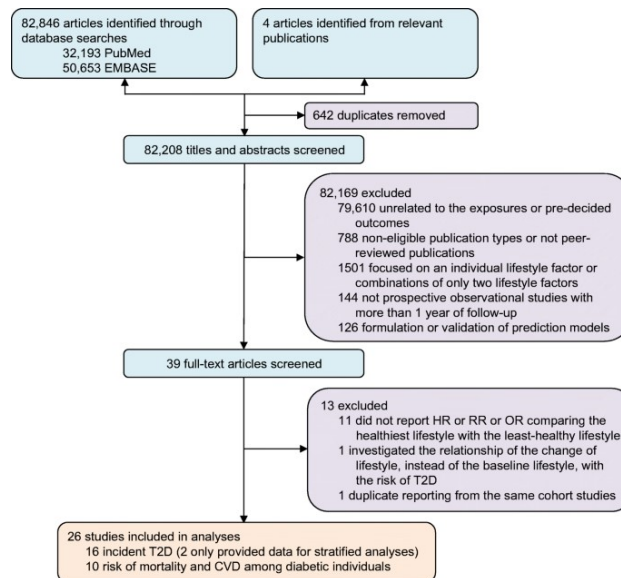 82,846 articles identified through
database searches
32,193 PubMed
50,653 EMBASE
4 articles identified from relevant
publications
642 duplicates removed
82,208 titles and abstracts screened
82,169 excluded
79,610 unrelated to the exposures or pre-decided
outcomes
788 non-eligible publication types or not peer-
reviewed publications
1501 focused on an individual lifestyle factor or
combinations of only two lifestyle factors
144 not prospective observational studies with
more than 1 year of follow-up
126 formulation or validation of prediction models
39 full-text articles screened
13 excluded
11 did not report HR or RR or OR comparing the
healthiest lifestyle with the least-healthy lifestyle
1 investigated the relationship of the change of
lifestyle, instead of the baseline lifestyle, with
the risk of T2D
1 duplicate reporting from the same cohort studies
26 studies included in analyses
16 incident T2D (2 only provided data for stratified analyses)
10 risk of mortality and CVD among diabetic individuals